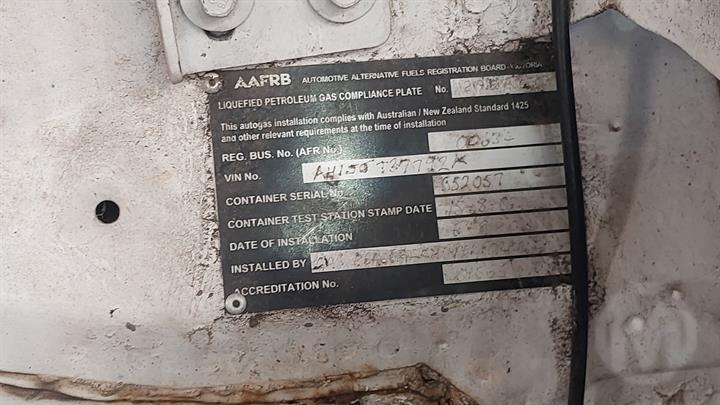 AAFRB AUTOMOTIVE ALTERNATIVE FUELS REGISTRATION BOARD - VICTORIA
LIQUEFIED PETROLEUM GAS COMPLIANCE PLATE No.
This autogas installation complies with Australian / New Zealand Standard 1425
and other relevant requirements at the time of installation
REG. BUS. No. (AFR No.)
VIN No.
CONTAINER SERIAL No. 652057
CONTAINER TEST STATION STAMP DATE
DATE OF INSTALLATION
INSTALLED BY
ACCREDITATION No.